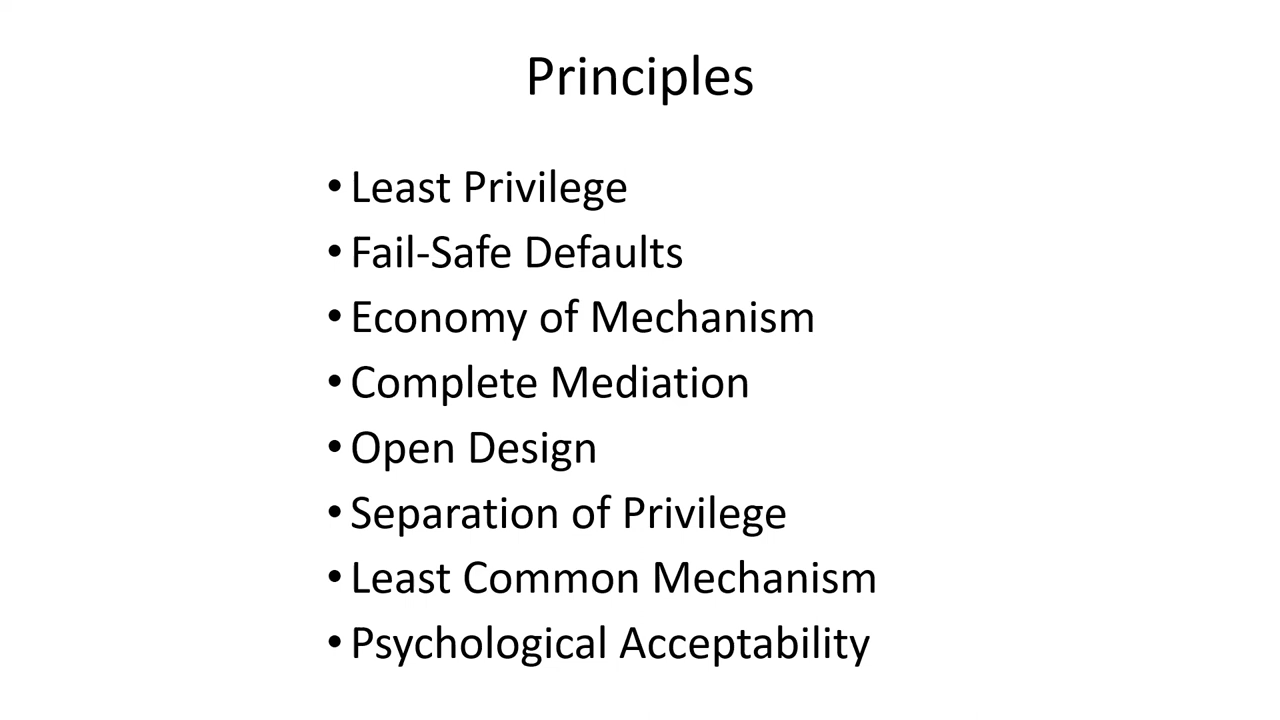 Principles
• Least Privilege
• Fail-Safe Defaults
• Economy of Mechanism
• Complete Mediation
• Open Design
• Separation of Privilege
• Least Common Mechanism
• Psychological Acceptability